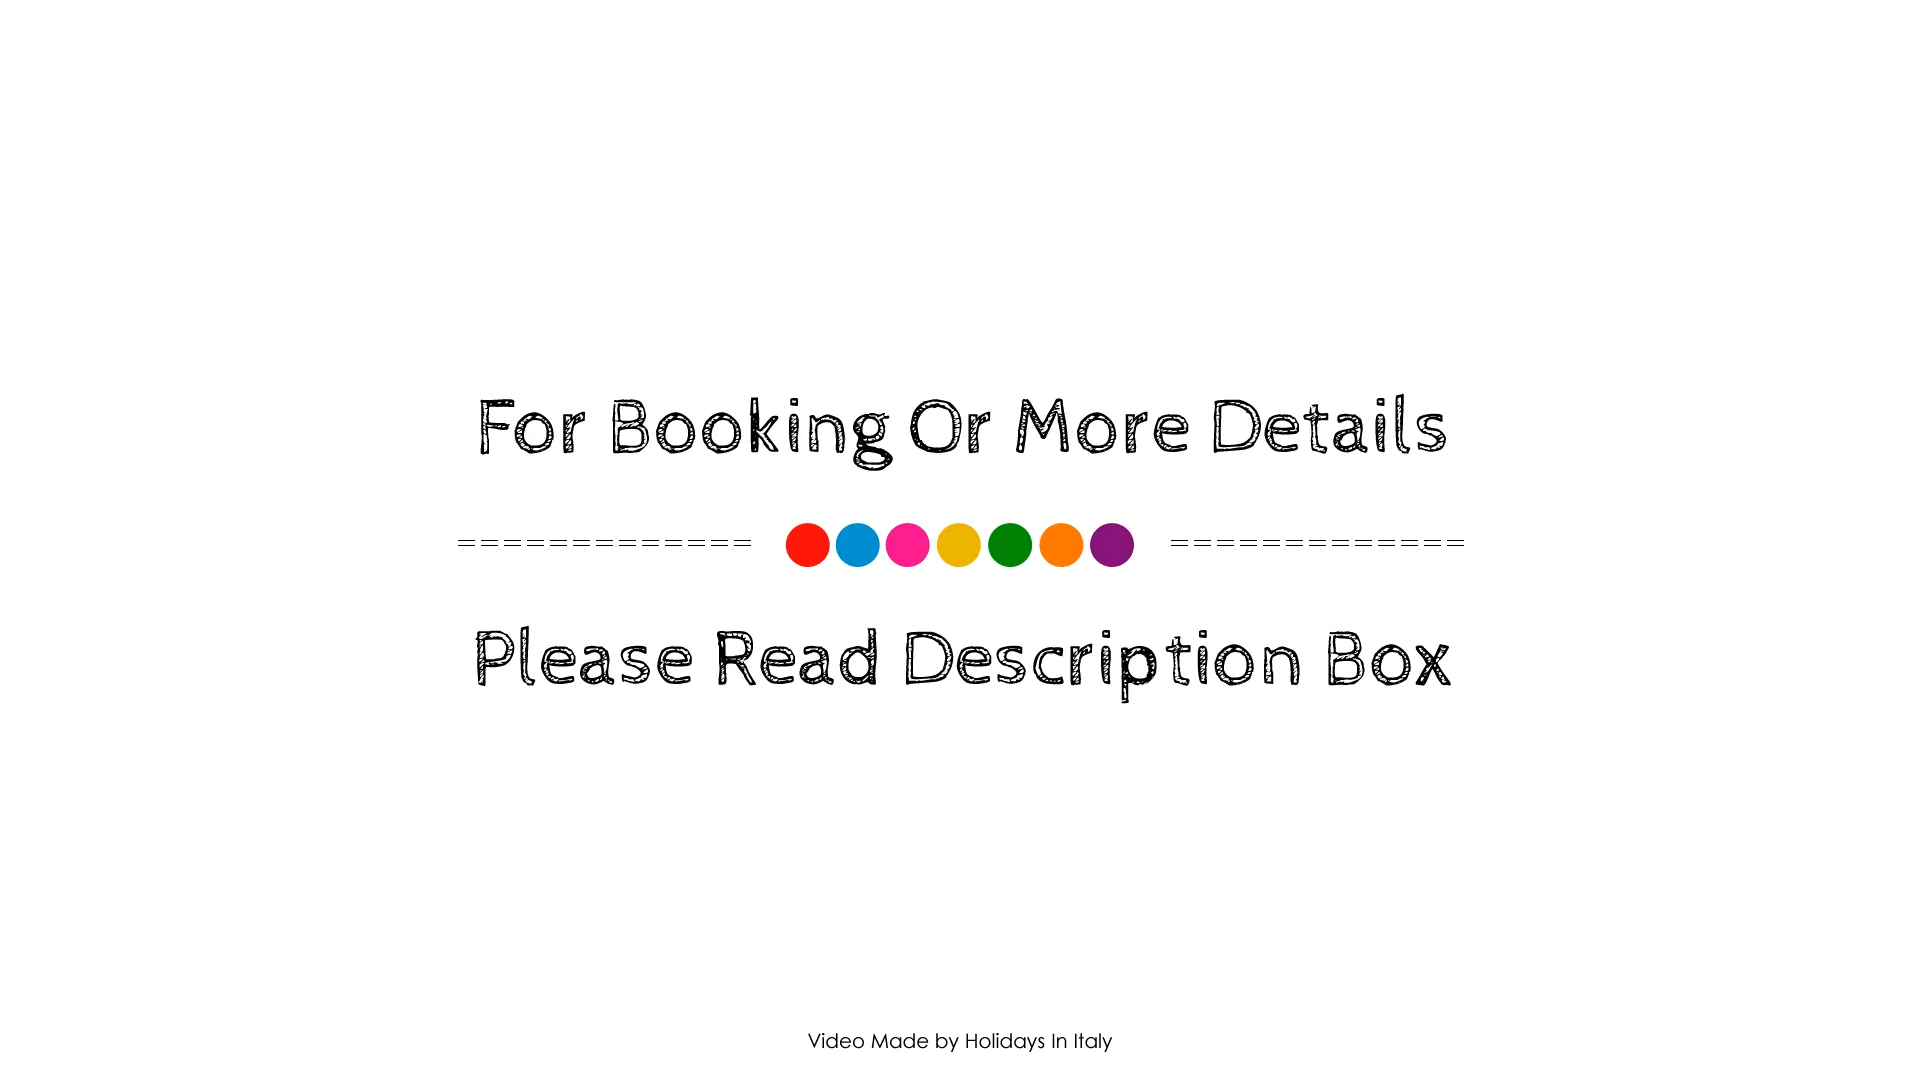 For Booking Or More Details
============= =============
Please Read Description Box
Video Made by Holidays In Italy